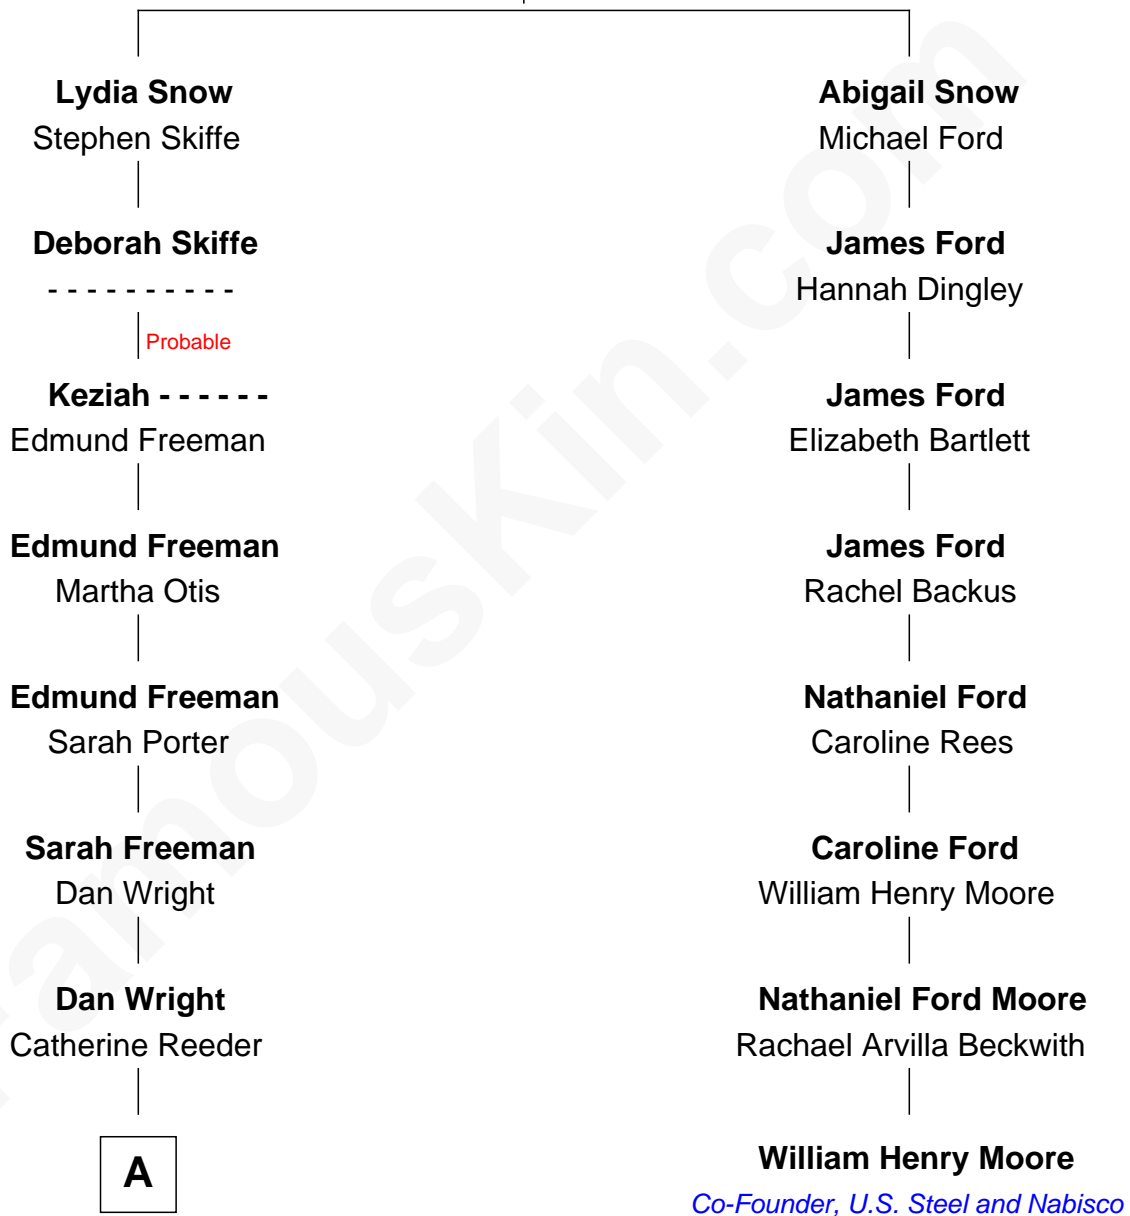 Lydia Snow
Stephen Skiffe
Deborah Skiffe
- - - - - - - - - -
Probable
Keziah - - - - - -
Edmund Freeman
Edmund Freeman
Martha Otis
Edmund Freeman
Sarah Porter
Sarah Freeman
Dan Wright
Dan Wright
Catherine Reeder
A
Abigail Snow
Michael Ford
James Ford
Hannah Dingley
James Ford
Elizabeth Bartlett
James Ford
Rachel Backus
Nathaniel Ford
Caroline Rees
Caroline Ford
William Henry Moore
Nathaniel Ford Moore
Rachael Arvilla Beckwith
William Henry Moore
Co-Founder, U.S. Steel and Nabisco
FamousKin.com